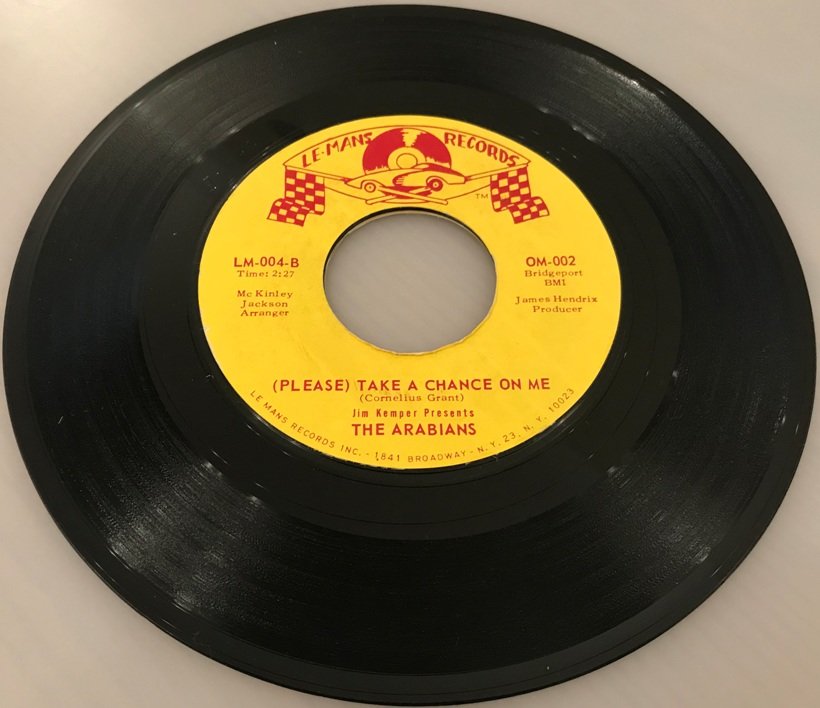 LE-MANS RECORDS
TM
LM-004-B
Time: 2:27
McKinley
Jackson
Arranger
OM-002
Bridgeport
BMI
James Hendrix
Producer
(PLEASE) TAKE A CHANCE ON ME
(Cornelius Grant)
Jim Kemper Presents
THE ARABIANS
LE MANS RECORDS INC. - 1841 BROADWAY - N.Y. 23, N.Y. 10023